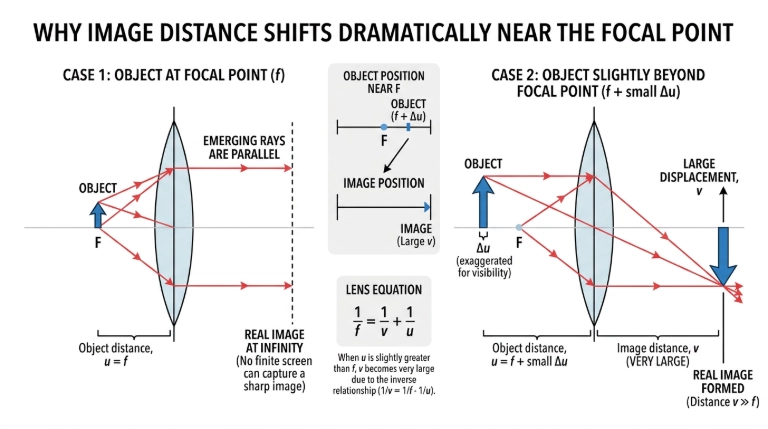 WHY IMAGE DISTANCE SHIFTS DRAMATICALLY NEAR THE FOCAL POINT
CASE 1: OBJECT AT FOCAL POINT (f)
EMERGING RAYS
ARE PARALLEL
OBJECT
F
Object distance,
u = f
REAL IMAGE
AT INFINITY
(No finite screen
can capture a
sharp image)
OBJECT POSITION
NEAR F
OBJECT
(f + Δu)
F
IMAGE POSITION
IMAGE
(Large v)
LENS EQUATION
1/f = 1/v + 1/u
When u is slightly greater
than f, v becomes very large
due to the inverse
relationship (1/v = 1/f - 1/u).
CASE 2: OBJECT SLIGHTLY BEYOND
FOCAL POINT (f + small Δu)
OBJECT
LARGE
DISPLACEMENT,
v
Δu
(exaggerated
for visibility)
F
Object distance,
u = f + small Δu
Image distance, v
(VERY LARGE)
REAL IMAGE
FORMED
(Distance v ≫ f)